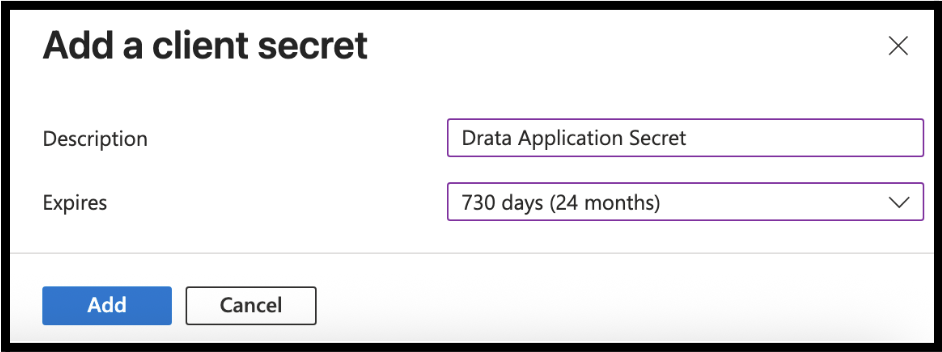 Add a client secret
Description
Drata Application Secret
Expires
730 days (24 months)
Add
Cancel